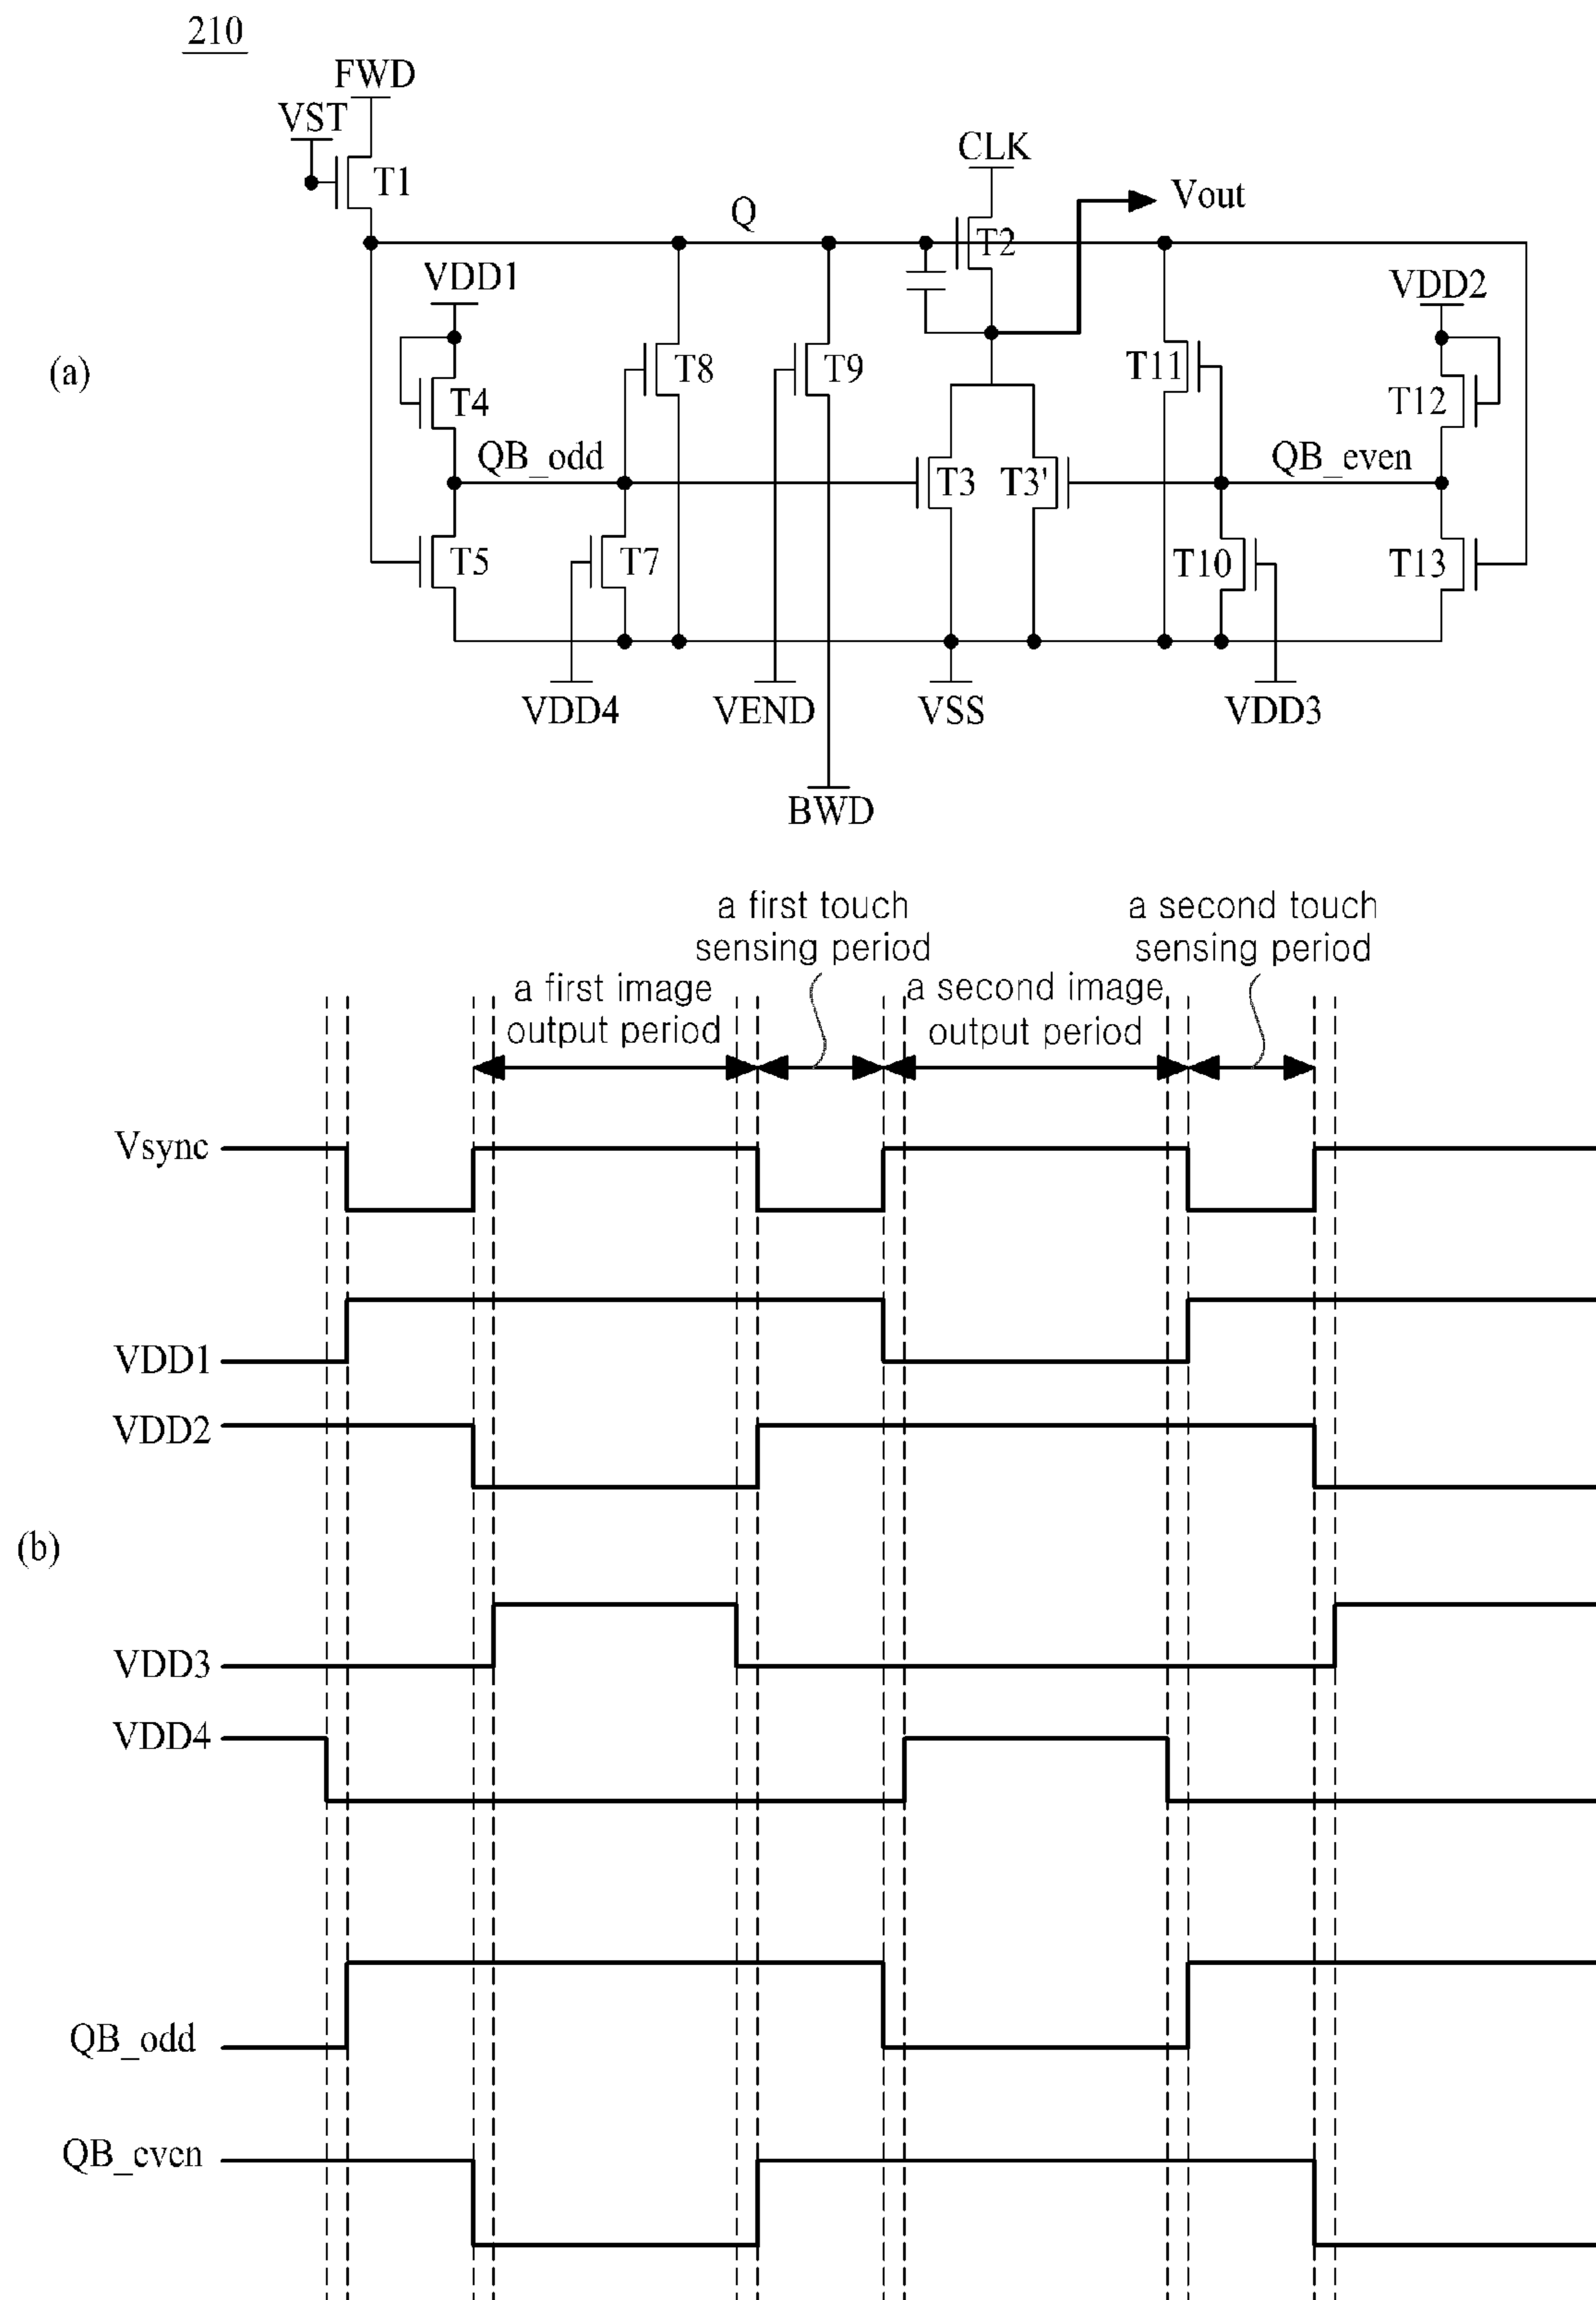 210
FWD
VST
T1
CLK
Vout
Q
T2
VDD1
VDD2
(a)
T8
T9
T11
T4
T12
QB_odd
QB_even
T3
T3'
T5
T7
T10
T13
VDD4
VEND
VSS
VDD3
BWD
a first touch
sensing period
a second touch
sensing period
a first image
output period
a second image
output period
Vsync
VDD1
VDD2
(b)
VDD3
VDD4
QB_odd
QB_even